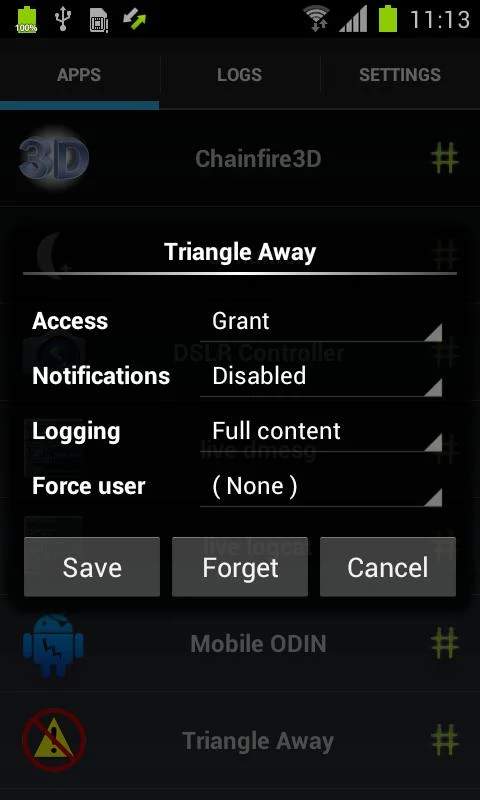 100%
11:13
APPS LOGS SETTINGS
3D Chainfire3D #
Triangle Away
Access Grant
DSLR Controller
Notifications Disabled
Logging Full content
live dmesg
Force user ( None )
live logcat
Save Forget Cancel
Mobile ODIN #
Triangle Away #